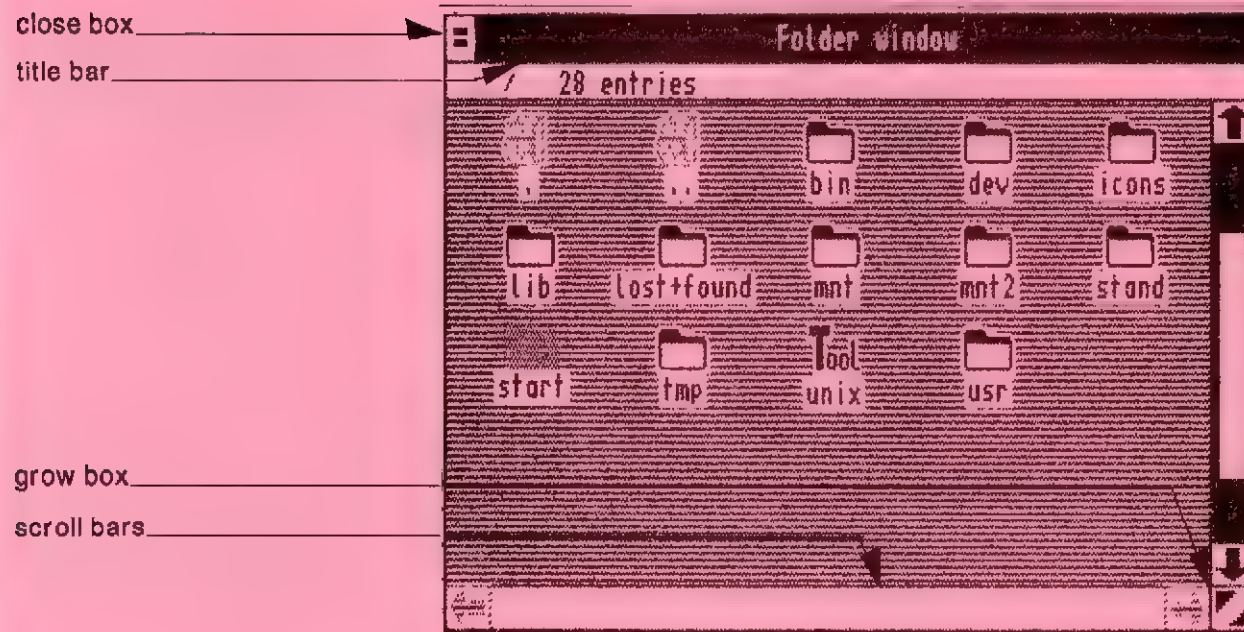 close box
Folder window
title bar
/ 28 entries
. .. bin dev icons
lib lost+found mnt mnt2 stand
Tool
start tmp unix usr
grow box
scroll bars